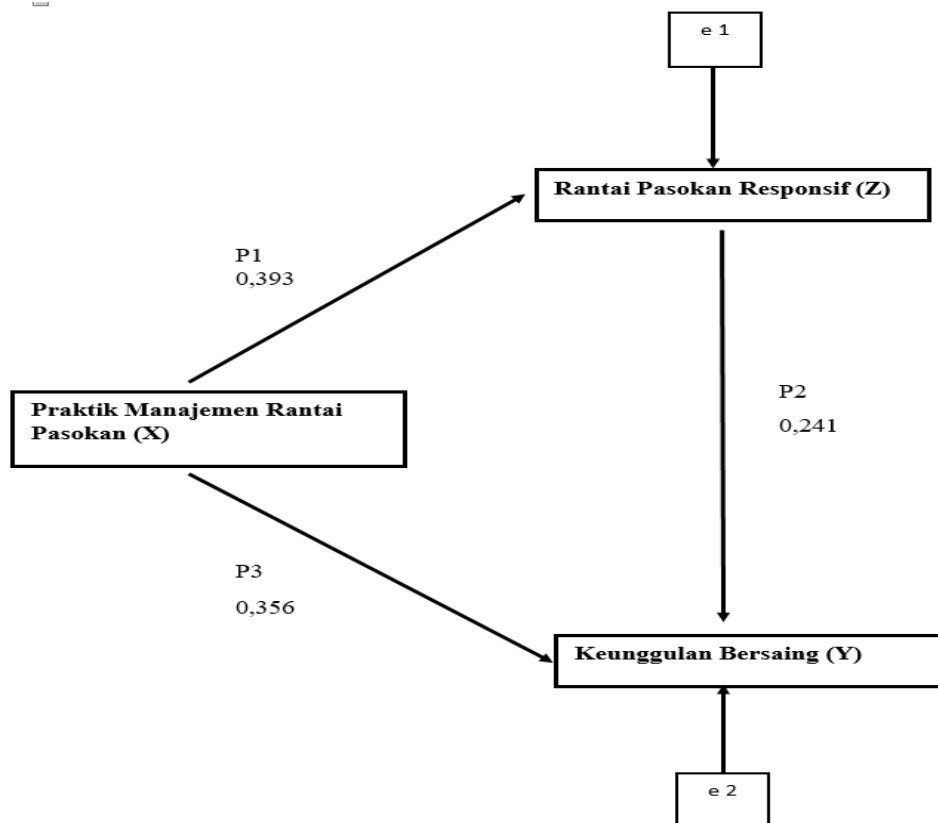 e 1
Rantai Pasokan Responsif (Z)
P1
0,393
Praktik Manajemen Rantai
Pasokan (X)
P2
0,241
P3
0,356
Keunggulan Bersaing (Y)
e 2